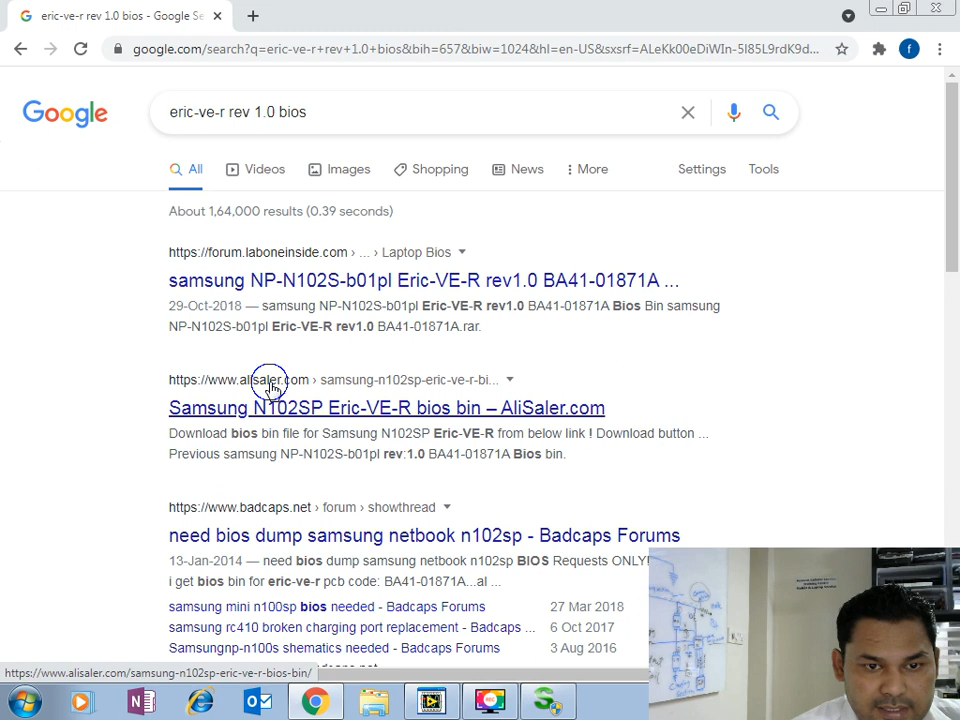 eric-ve-r rev 1.0 bios - Google Se
google.com/search?q=eric-ve-r+rev+1.0+bios&bih=657&biw=1024&hl=en-US&sxsrf=ALeKk00eDiWIn-5l85L9rdK9d...
f
Google
eric-ve-r rev 1.0 bios
All
Videos
Images
Shopping
News
More
Settings
Tools
About 1,64,000 results (0.39 seconds)
https://forum.laboneinside.com › ... › Laptop Bios
samsung NP-N102S-b01pl Eric-VE-R rev1.0 BA41-01871A ...
29-Oct-2018 — samsung NP-N102S-b01pl Eric-VE-R rev1.0 BA41-01871A Bios Bin samsung
NP-N102S-b01pl Eric-VE-R rev1.0 BA41-01871A.rar.
https://www.alisaler.com › samsung-n102sp-eric-ve-r-bi...
Samsung N102SP Eric-VE-R bios bin – AliSaler.com
Download bios bin file for Samsung N102SP Eric-VE-R from below link ! Download button ...
Previous samsung NP-N102S-b01pl rev:1.0 BA41-01871A Bios bin.
https://www.badcaps.net › forum › showthread
need bios dump samsung netbook n102sp - Badcaps Forums
13-Jan-2014 — need bios dump samsung netbook n102sp BIOS Requests ONLY!
i get bios bin for eric-ve-r pcb code: BA41-01871A...al ...
samsung mini n100sp bios needed - Badcaps Forums
27 Mar 2018
samsung rc410 broken charging port replacement - Badcaps ...
6 Oct 2017
Samsungnp-n100s shematics needed - Badcaps Forums
3 Aug 2016
https://www.alisaler.com/samsung-n102sp-eric-ve-r-bios-bin/